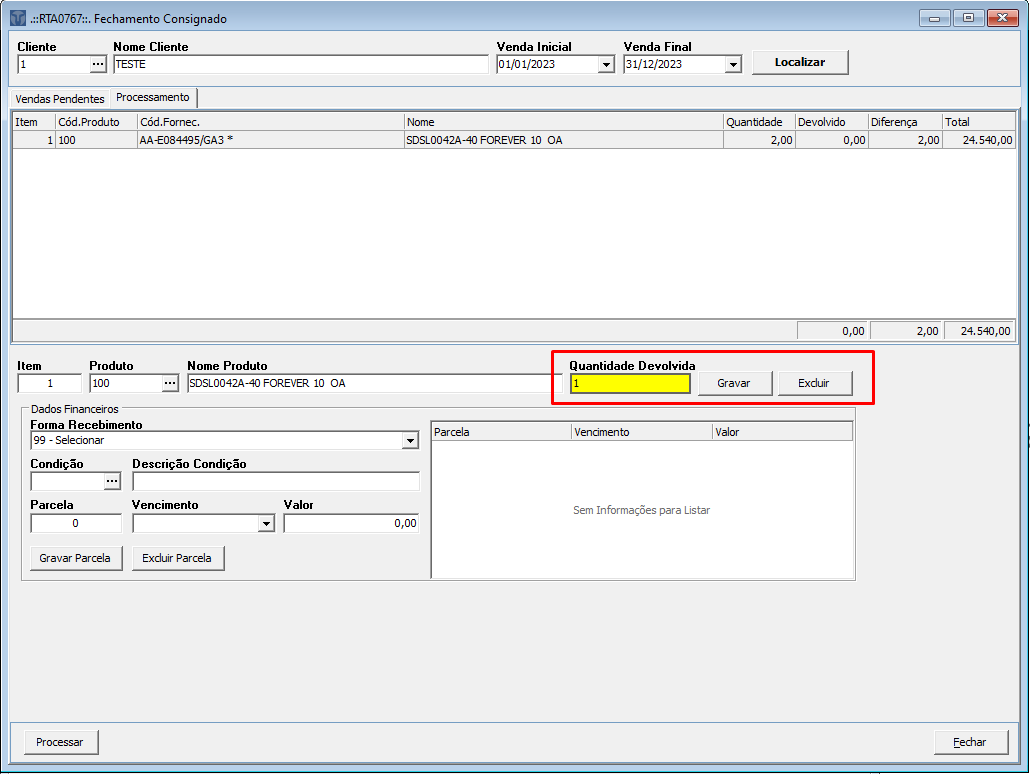 .::RTA0767::. Fechamento Consignado
Cliente Nome Cliente Venda Inicial Venda Final
1 ... TESTE 01/01/2023 31/12/2023 Localizar
Vendas Pendentes Processamento
Item Cód.Produto Cód.Fornec. Nome Quantidade Devolvido Diferença Total
1 100 AA-E084495/GA3 * SDSL0042A-40 FOREVER 10 OA 2,00 0,00 2,00 24.540,00
0,00 2,00 24.540,00
Item Produto Nome Produto Quantidade Devolvida
1 100 ... SDSL0042A-40 FOREVER 10 OA 1 Gravar Excluir
Dados Financeiros
Forma Recebimento
99 - Selecionar
Condição Descrição Condição
...
Parcela Vencimento Valor
0 0,00
Gravar Parcela Excluir Parcela
Parcela Vencimento Valor
Sem Informações para Listar
Processar Fechar